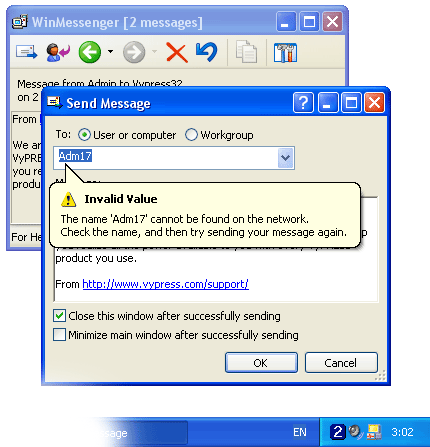 WinMessenger [2 messages]
Message from Admin to Vypress32
on 2
From
We are
VyPRE
you re
produ
For He
Send Message
To: User or computer Workgroup
Adm17
Invalid Value
The name 'Adm17' cannot be found on the network.
Check the name, and then try sending your message again.
product you use.
From http://www.vypress.com/support/
Close this window after successfully sending
Minimize main window after successfully sending
OK Cancel
EN 2 3:02